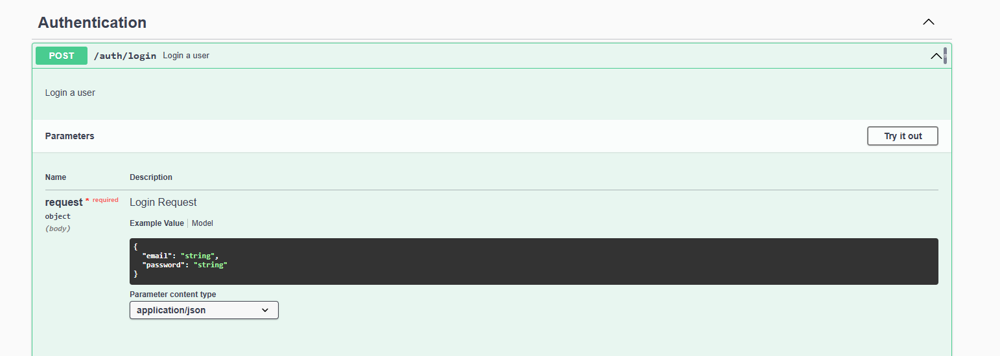 Authentication
POST /auth/login Login a user
Login a user
Parameters Try it out
Name Description
request * required Login Request
object
(body)
Example Value Model
{
"email": "string",
"password": "string"
}
Parameter content type
application/json